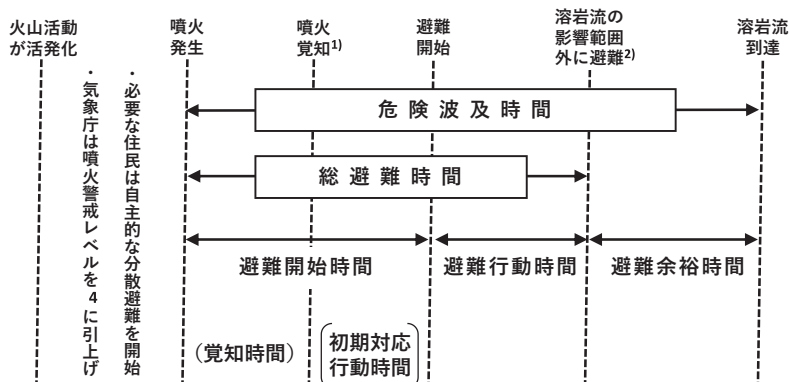 火山活動
が活発化
噴火
発生
噴火
覚知1)
避難
開始
溶岩流の
影響範囲
外に避難2)
溶岩流
到達
・必要な住民は自主的な分散避難を開始
・気象庁は噴火警戒レベルを4に引上げ
危険波及時間
総避難時間
避難開始時間
避難行動時間
避難余裕時間
（覚知時間）
初期対応
行動時間